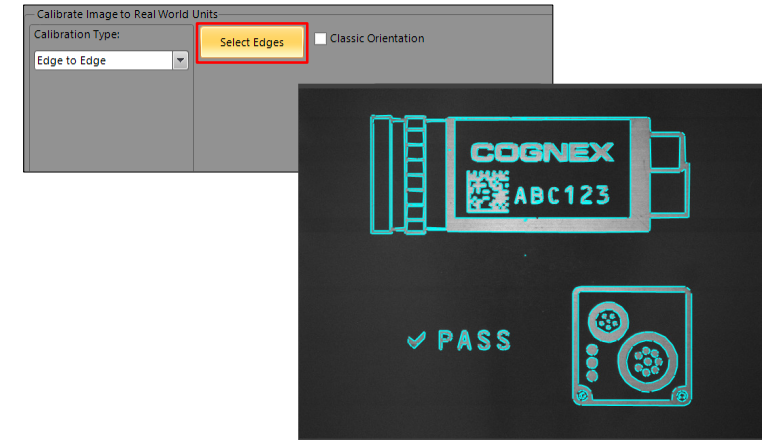 Calibrate Image to Real World Units
Calibration Type:
Edge to Edge
Select Edges
Classic Orientation
COGNEX
ABC123
PASS